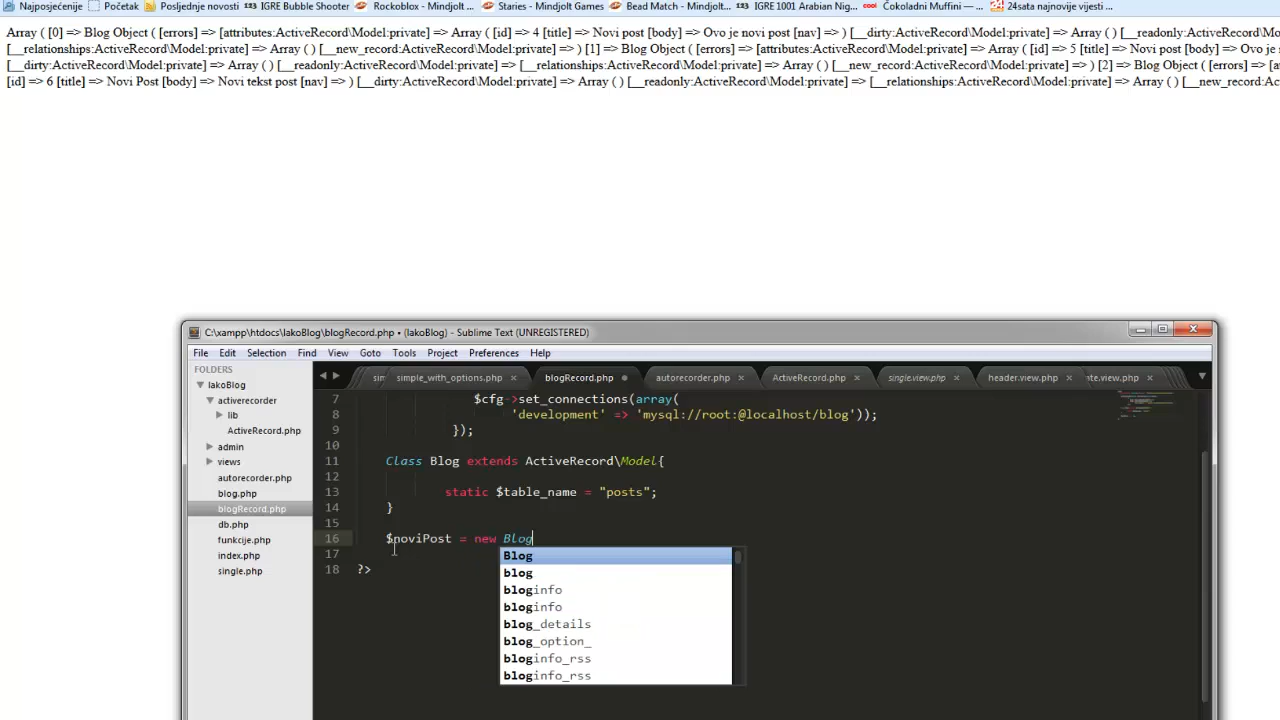 Najposjećenije Početak Posljednje novosti IGRE Bubble Shooter Rockoblox - Mindjolt ... Staries - Mindjolt Games Bead Match - Mindjolt... IGRE 1001 Arabian Nig... Čokoladni Muffini — ... 24sata najnovije vijesti ...
Array ( [0] => Blog Object ( [errors] => [attributes:ActiveRecord\Model:private] => Array ( [id] => 4 [title] => Novi post [body] => Ovo je novi post [nav] => ) [__dirty:ActiveRecord\Model:private] => Array ( ) [__readonly:ActiveRecord\Mo
[__relationships:ActiveRecord\Model:private] => Array ( ) [__new_record:ActiveRecord\Model:private] => ) [1] => Blog Object ( [errors] => [attributes:ActiveRecord\Model:private] => Array ( [id] => 5 [title] => Novi post [body] => Ovo je
[__dirty:ActiveRecord\Model:private] => Array ( ) [__readonly:ActiveRecord\Model:private] => [__relationships:ActiveRecord\Model:private] => Array ( ) [__new_record:ActiveRecord\Model:private] => ) [2] => Blog Object ( [errors] => [a
[id] => 6 [title] => Novi Post [body] => Novi tekst post [nav] => ) [__dirty:ActiveRecord\Model:private] => Array ( ) [__readonly:ActiveRecord\Model:private] => [__relationships:ActiveRecord\Model:private] => Array ( ) [__new_record:A
C:\xampp\htdocs\lakoBlog\blogRecord.php • (lakoBlog) - Sublime Text (UNREGISTERED)
File Edit Selection Find View Goto Tools Project Preferences Help
FOLDERS
lakoBlog
activerecorder
lib
ActiveRecord.php
admin
views
autorecorder.php
blog.php
blogRecord.php
db.php
funkcije.php
index.php
single.php
simple_with_options.php blogRecord.php autorecorder.php ActiveRecord.php single.view.php header.view.php
7 $cfg->set_connections(array(
8 'development' => 'mysql://root:@localhost/blog'));
9 });
10
11 Class Blog extends ActiveRecord\Model{
12
13 static $table_name = "posts";
14 }
15
16 $noviPost = new Blog
17
18 ?>
Blog
blog
bloginfo
bloginfo
blog_details
blog_option_
bloginfo_rss
bloginfo_rss